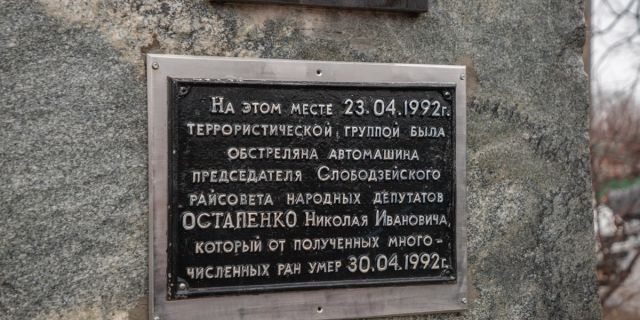 На этом месте 23.04.1992г.
террористической группой была
обстреляна автомашина
председателя Слободзейского
райсовета народных депутатов
ОСТАПЕНКО Николая Ивановича,
который от полученных много-
численных ран умер 30.04.1992г.